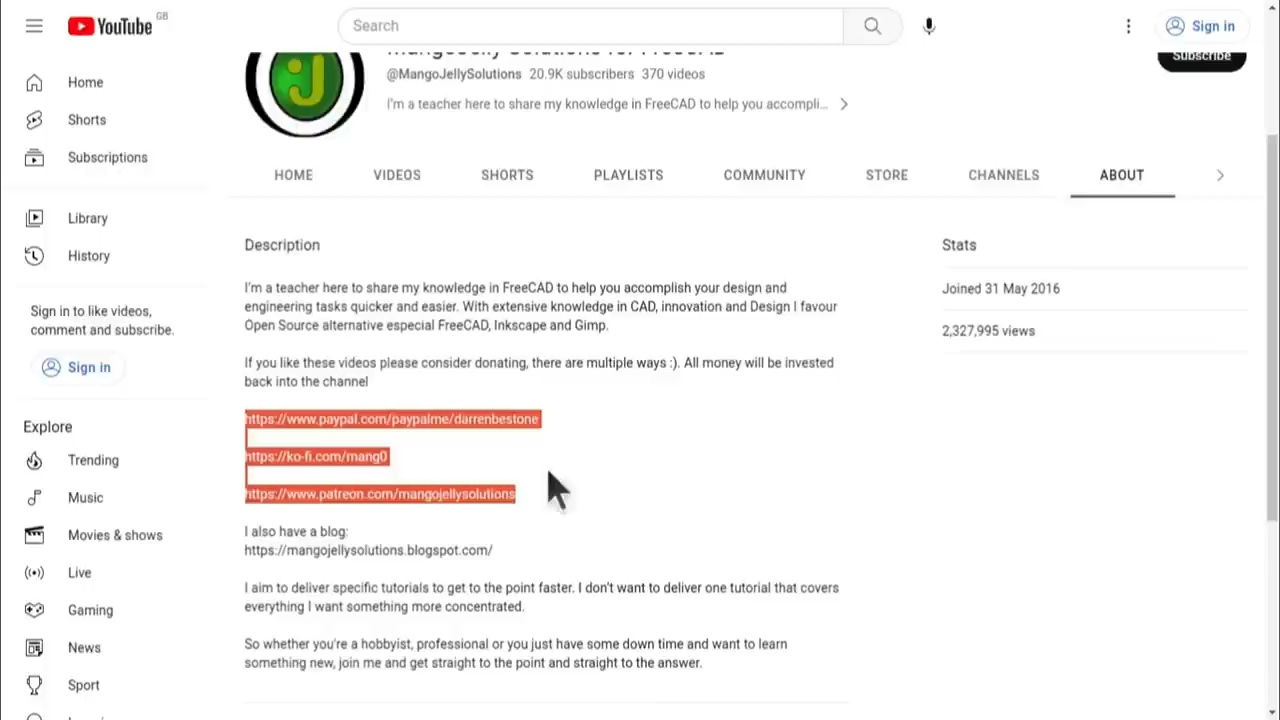 YouTube GB
Search
Sign in
MangoJelly Solutions for FreeCAD
@MangoJellySolutions 20.9K subscribers 370 videos
Subscribe
I'm a teacher here to share my knowledge in FreeCAD to help you accompli...
HOME VIDEOS SHORTS PLAYLISTS COMMUNITY STORE CHANNELS ABOUT
Home
Shorts
Subscriptions
Library
History
Sign in to like videos,
comment and subscribe.
Sign in
Explore
Trending
Music
Movies & shows
Live
Gaming
News
Sport
Description
I'm a teacher here to share my knowledge in FreeCAD to help you accomplish your design and
engineering tasks quicker and easier. With extensive knowledge in CAD, innovation and Design I favour
Open Source alternative especial FreeCAD, Inkscape and Gimp.
If you like these videos please consider donating, there are multiple ways :). All money will be invested
back into the channel
https://www.paypal.com/paypalme/darrenbestone
https://ko-fi.com/mang0
https://www.patreon.com/mangojellysolutions
I also have a blog:
https://mangojellysolutions.blogspot.com/
I aim to deliver specific tutorials to get to the point faster. I don't want to deliver one tutorial that covers
everything I want something more concentrated.
So whether you're a hobbyist, professional or you just have some down time and want to learn
something new, join me and get straight to the point and straight to the answer.
Stats
Joined 31 May 2016
2,327,995 views